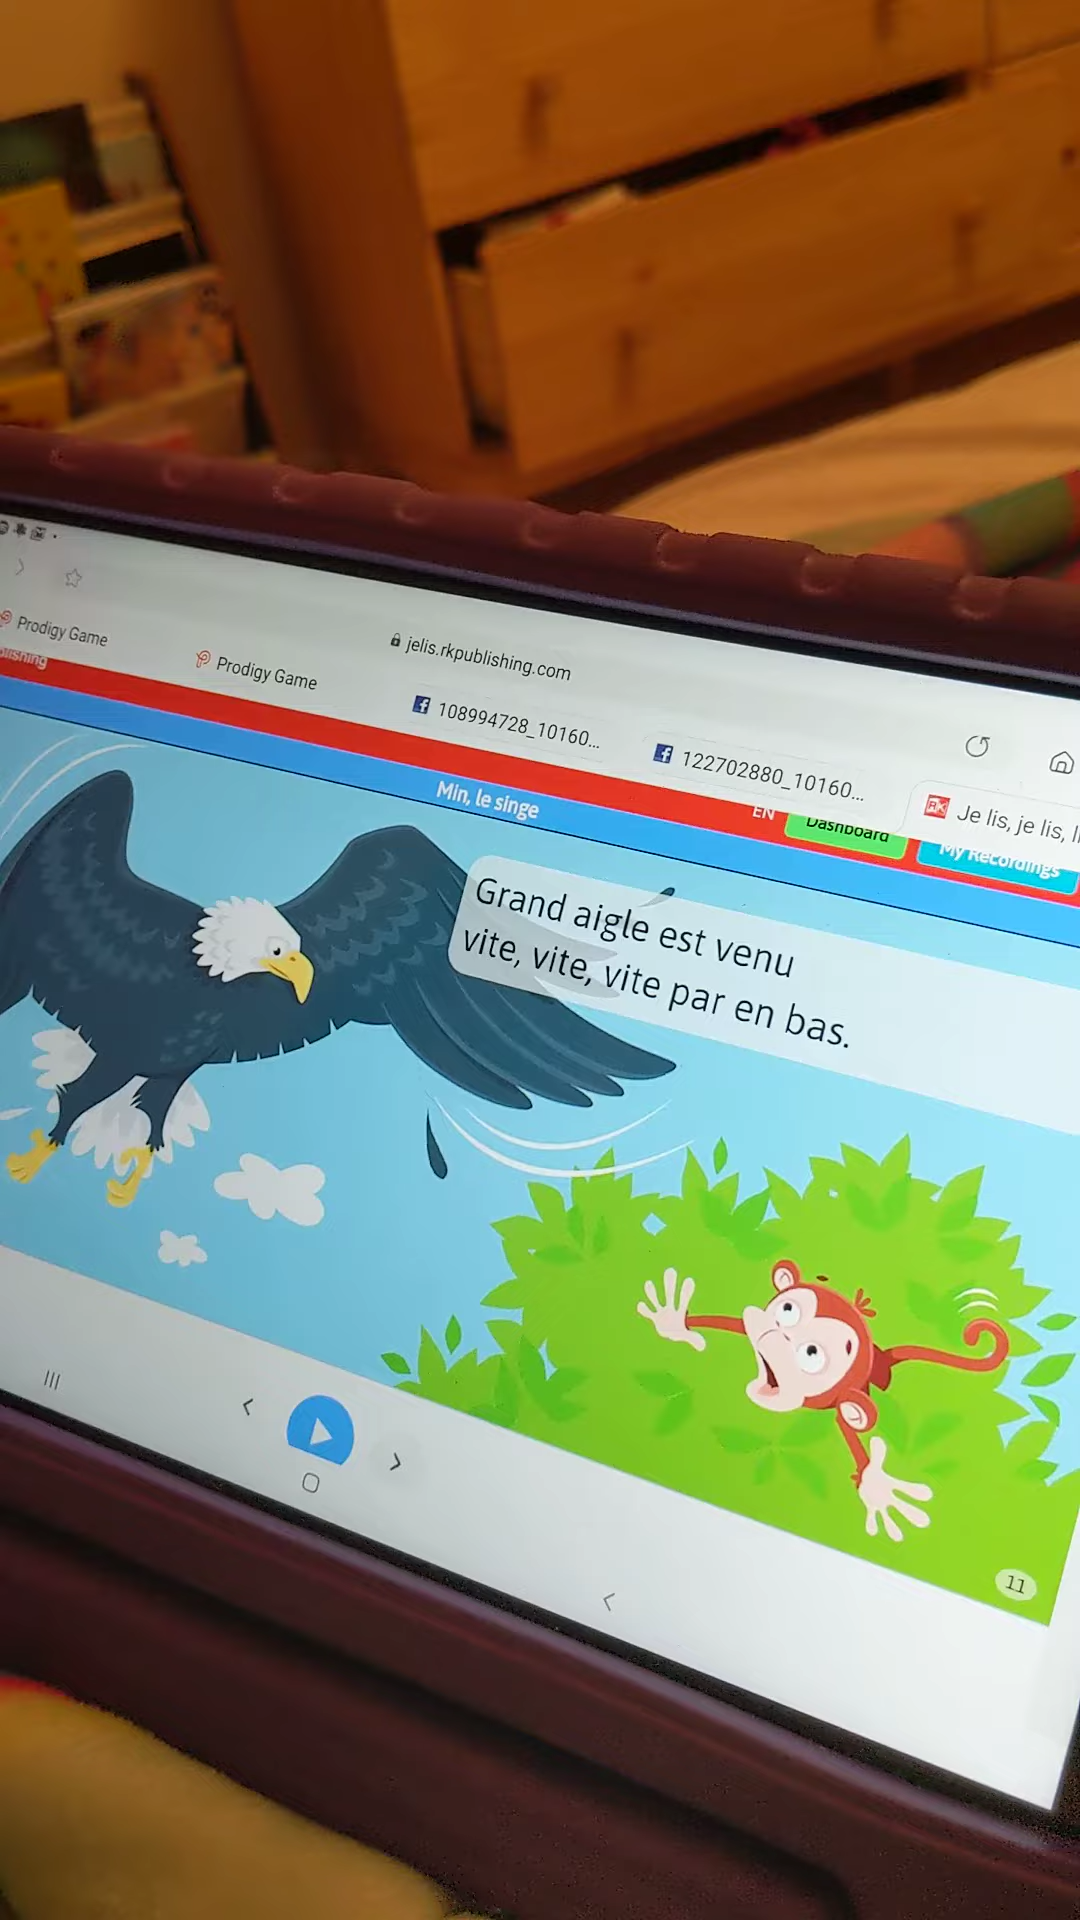 jelis.rkpublishing.com
Prodigy Game
Prodigy Game
108994728_10160...
122702880_10160...
Je lis, je lis, l
lishing
Min, le singe
EN
Dashboard
My Recordings
Grand aigle est venu
vite, vite, vite par en bas.
11